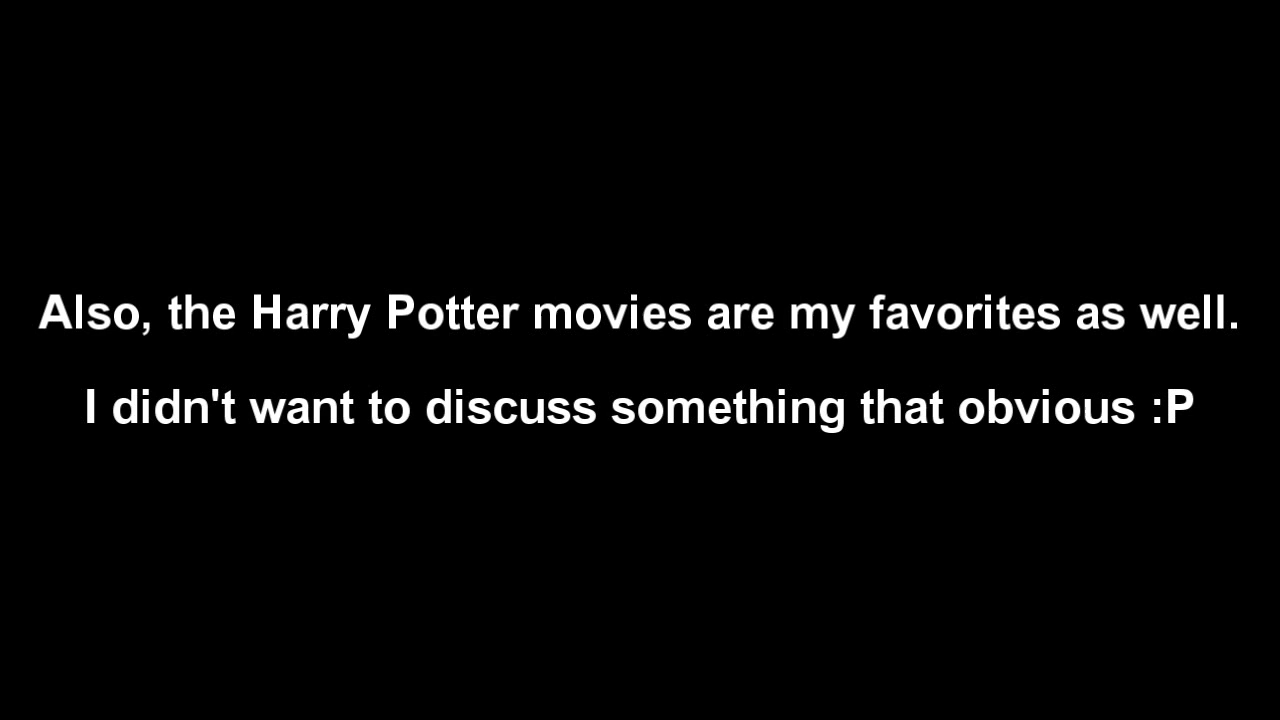 Also, the Harry Potter movies are my favorites as well.
I didn't want to discuss something that obvious :P